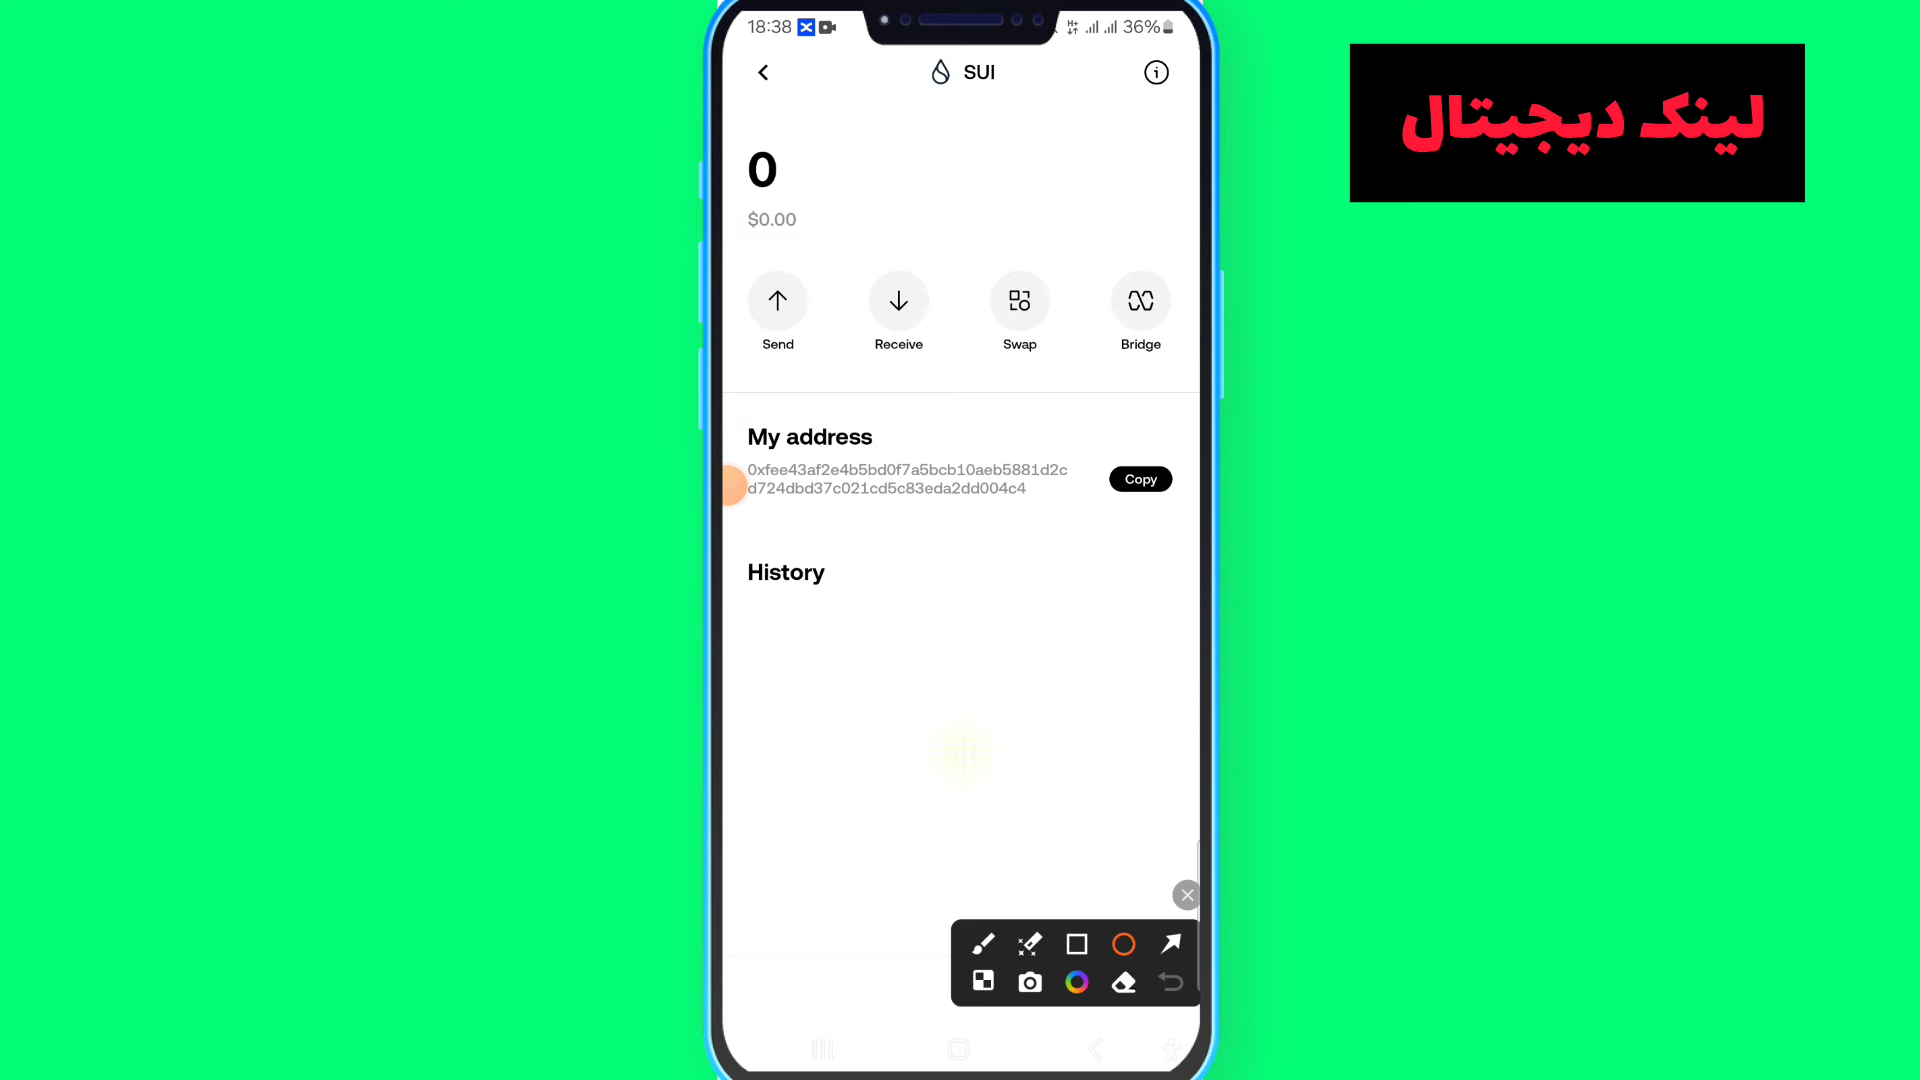 18:38
36%
SUI
لینک دیجیتال
0
$0.00
Send
Receive
Swap
Bridge
My address
0xfee43af2e4b5bd0f7a5bcb10aeb5881d2c
d724dbd37c021cd5c83eda2dd004c4
Copy
History